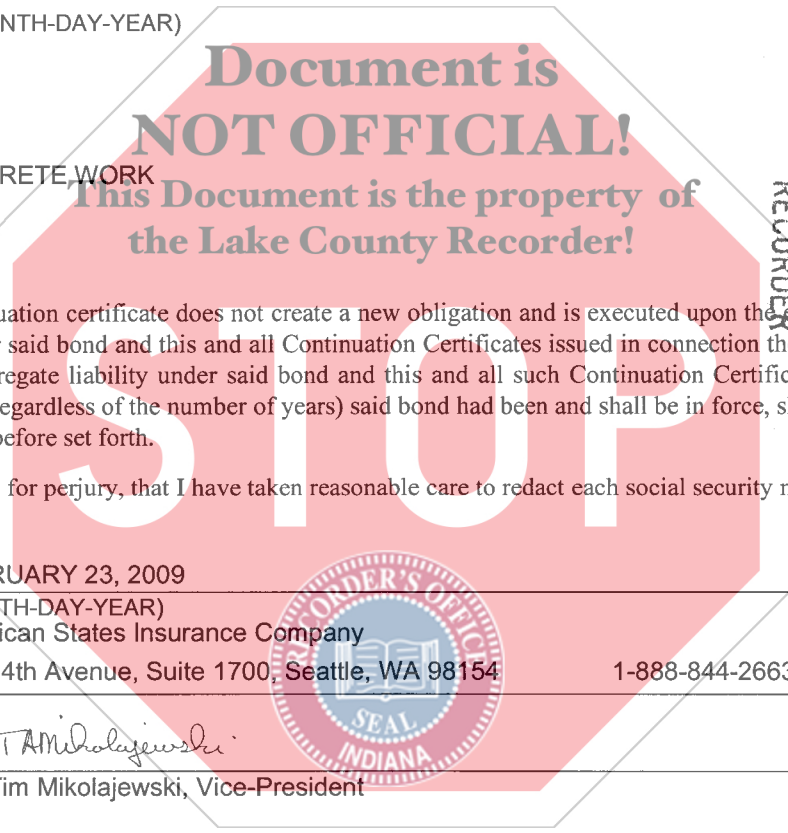 NTH-DAY-YEAR)
Document is
NOT OFFICIAL!
RETE WORK
This Document is the property of
the Lake County Recorder!
RECORDER
STOP
uation certificate does not create a new obligation and is executed upon the
said bond and this and all Continuation Certificates issued in connection th
regate liability under said bond and this and all such Continuation Certific
egardless of the number of years) said bond had been and shall be in force, s
before set forth.
for perjury, that I have taken reasonable care to redact each social security n
RUARY 23, 2009
TH-DAY-YEAR)
ican States Insurance Company
4th Avenue, Suite 1700, Seattle, WA 98154 1-888-844-2663
RECORDER'S OFFICE
SEAL
INDIANA
TAMikolajewski
Tim Mikolajewski, Vice-President